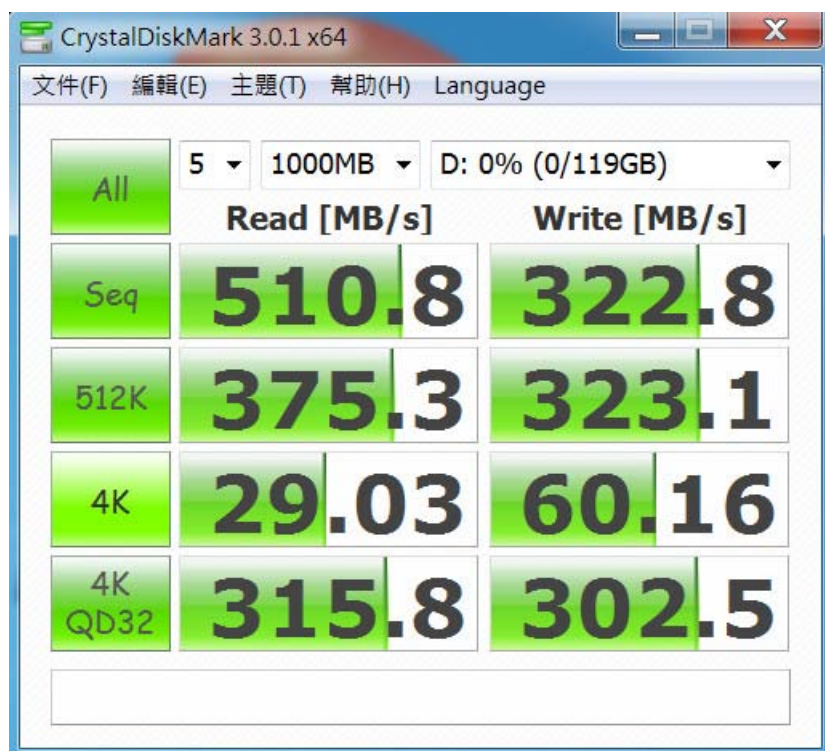 CrystalDiskMark 3.0.1 x64
文件(F) 編輯(E) 主題(T) 幫助(H) Language
All 5 1000MB D: 0% (0/119GB)
Read [MB/s] Write [MB/s]
Seq 510.8 322.8
512K 375.3 323.1
4K 29.03 60.16
4K QD32 315.8 302.5